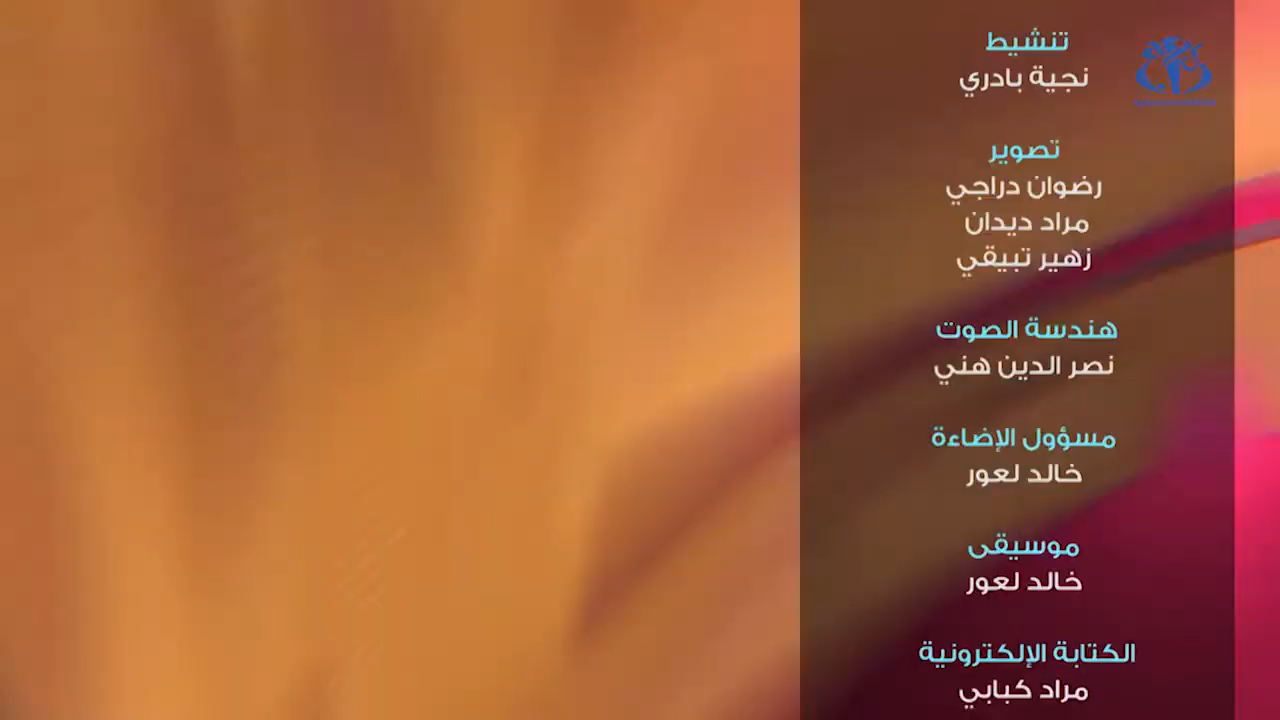 تنشيط
نجية بادري
تصوير
رضوان دراجي
مراد ديدان
زهير تبيقي
هندسة الصوت
نصر الدين هني
مسؤول الإضاءة
خالد لعور
موسيقى
خالد لعور
الكتابة الإلكترونية
مراد كبابي